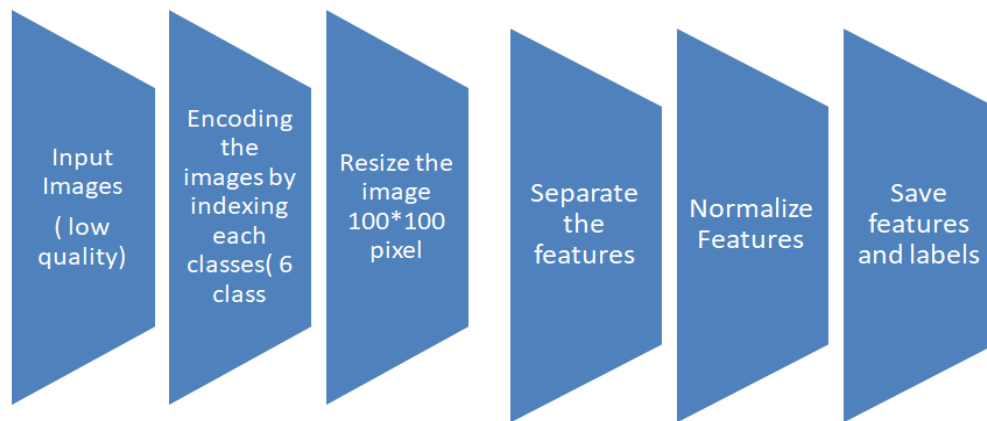 Input
Images
( low
quality)
Encoding
the
images by
indexing
each
classes( 6
class
Resize the
image
100*100
pixel
Separate
the
features
Normalize
Features
Save
features
and labels